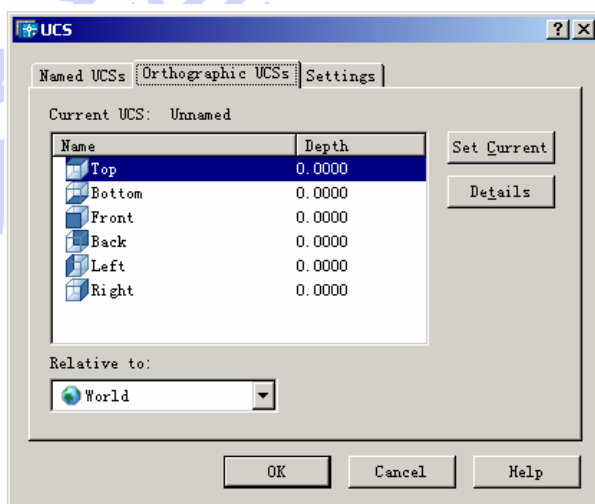 UCS
Named UCSs Orthographic UCSs Settings
Current UCS: Unnamed
Name Depth
Top 0.0000
Bottom 0.0000
Front 0.0000
Back 0.0000
Left 0.0000
Right 0.0000
Set Current
Details
Relative to:
World
OK Cancel Help